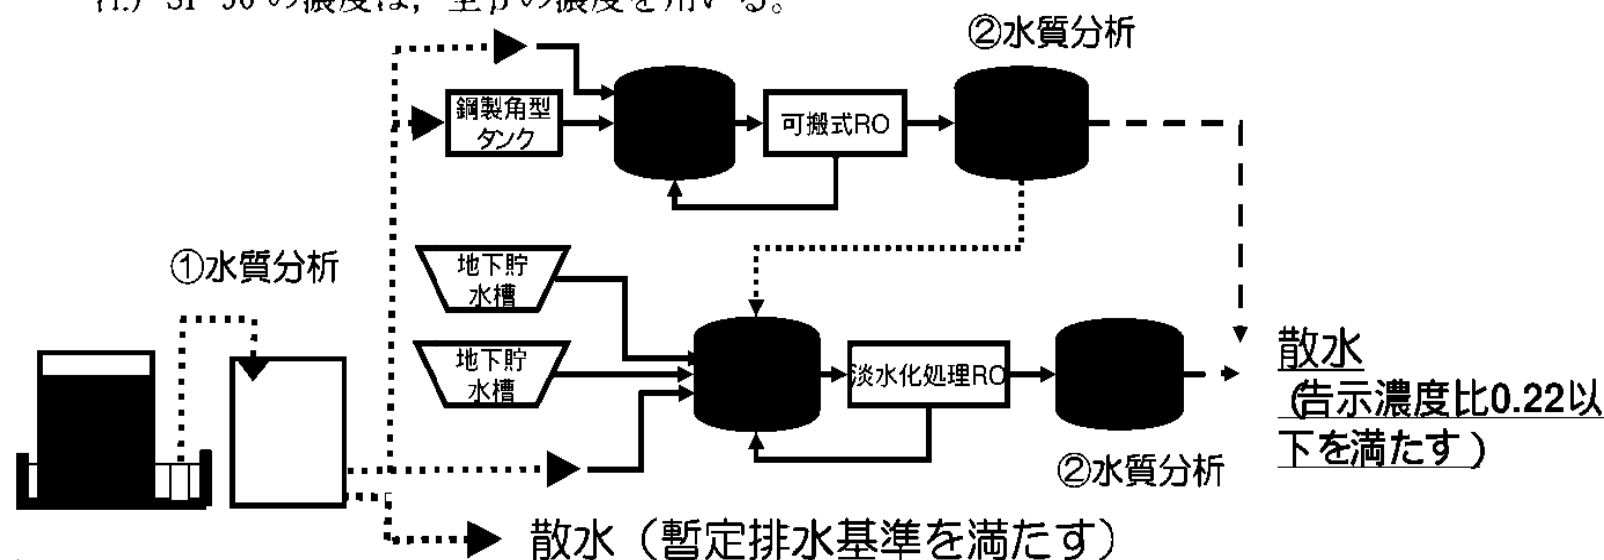 ②水質分析
鋼製角型
タンク
可搬式RO
①水質分析
地下貯
水槽
地下貯
水槽
淡水化処理RO
散水
(告示濃度比0.22以
下を満たす)
②水質分析
散水（暫定排水基準を満たす）